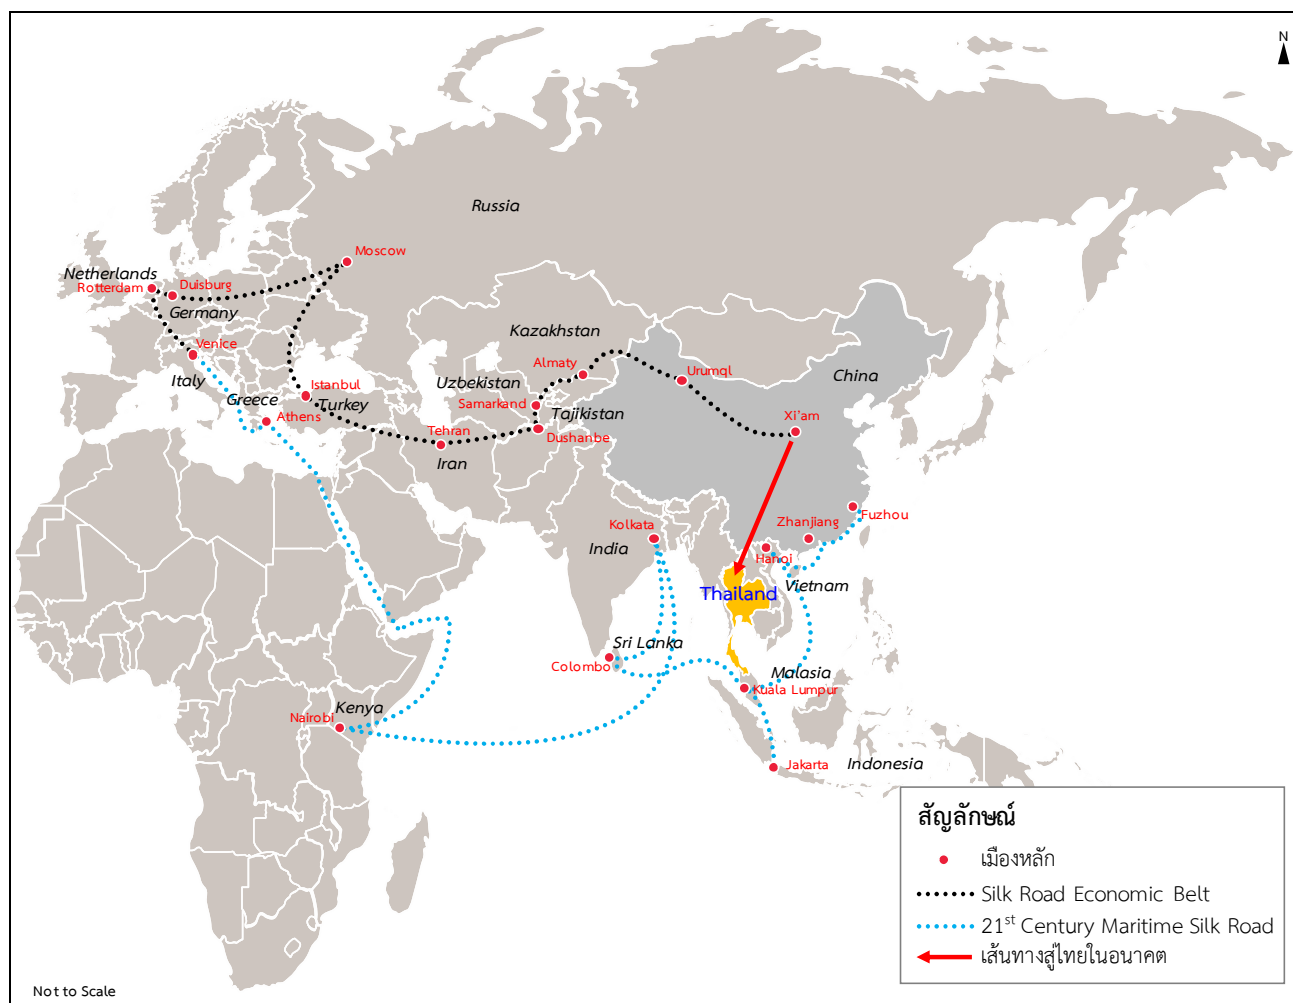 N
Russia
Moscow
Netherlands
Rotterdam
Duisburg
Germany
Kazakhstan
Venice
Almaty
Urumql
China
Italy
Istanbul
Uzbekistan
Greece
Turkey
Samarkand
Tajikistan
Athens
Xi'am
Tehran
Dushanbe
Iran
Fuzhou
Kolkata
Zhanjiang
India
Hanoi
Thailand
Vietnam
Sri Lanka
Colombo
Malasia
Kuala Lumpur
Kenya
Nairobi
Jakarta
Indonesia
สัญลักษณ์
เมืองหลัก
Silk Road Economic Belt
21st Century Maritime Silk Road
เส้นทางสู่ไทยในอนาคต
Not to Scale